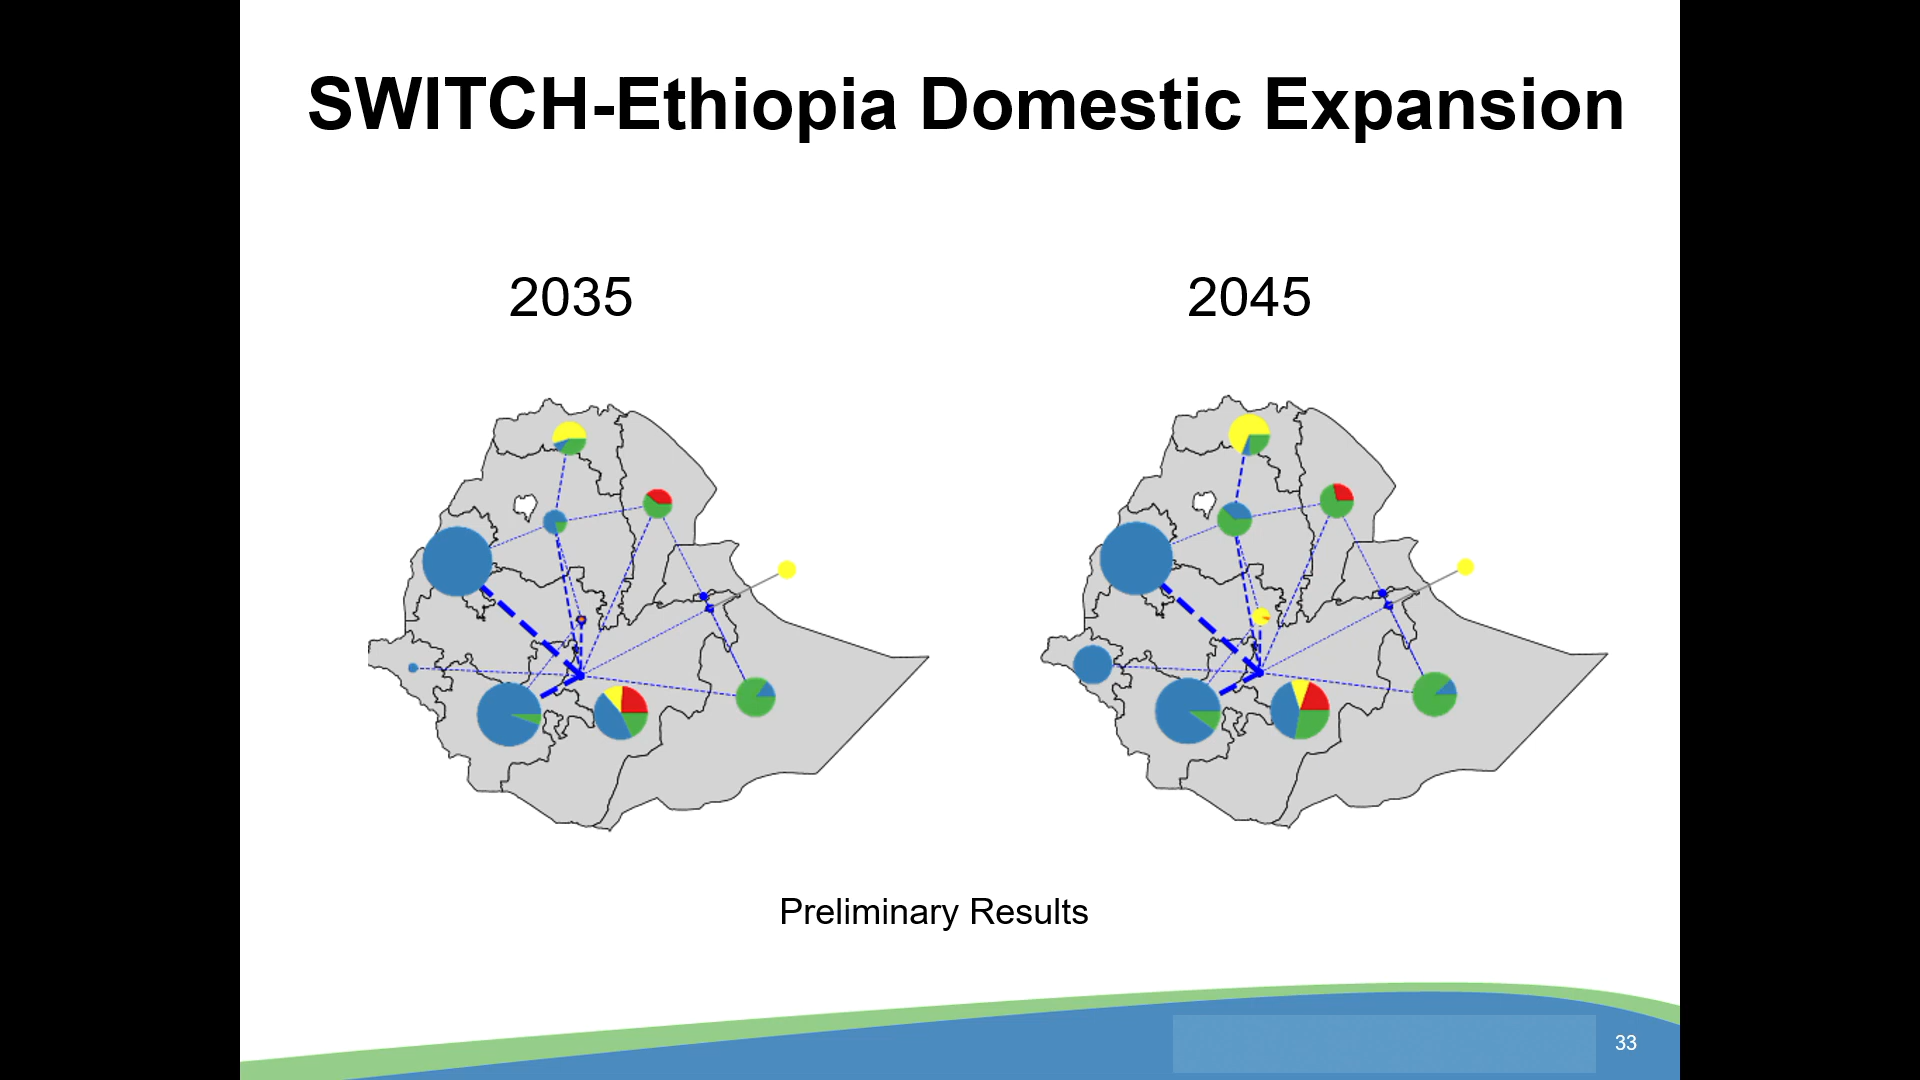 SWITCH-Ethiopia Domestic Expansion
2035
2045
Preliminary Results
33